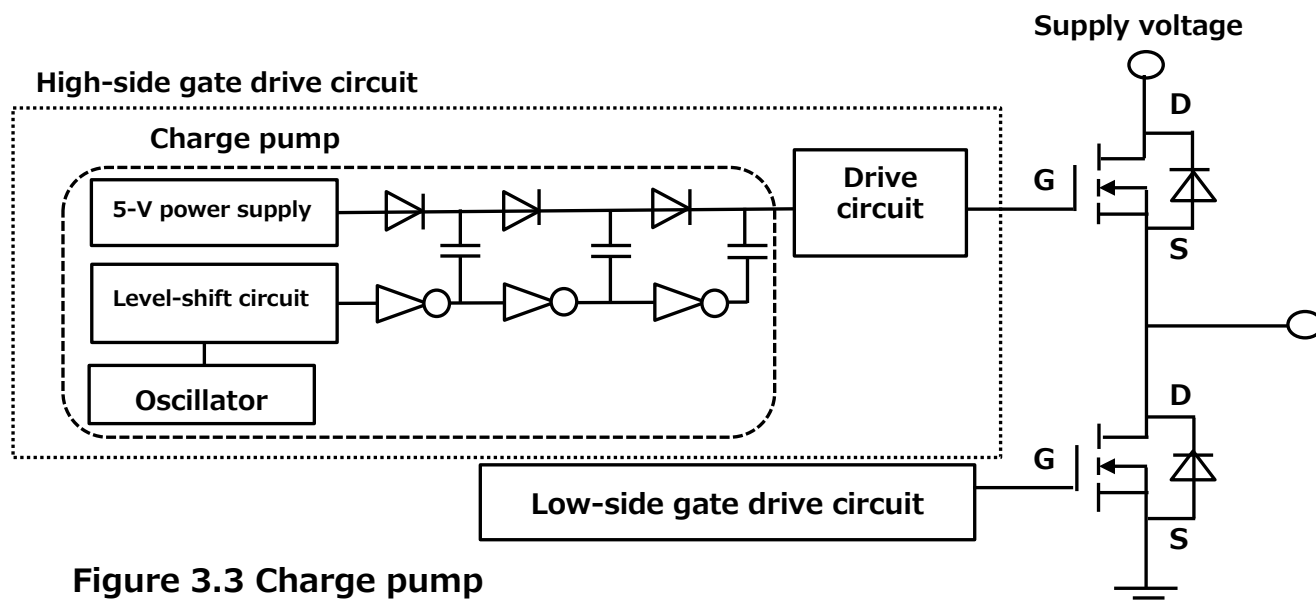 Supply voltage
High-side gate drive circuit
Charge pump
D
5-V power supply
Drive
circuit
G
S
Level-shift circuit
Oscillator
D
G
Low-side gate drive circuit
S
Figure 3.3 Charge pump